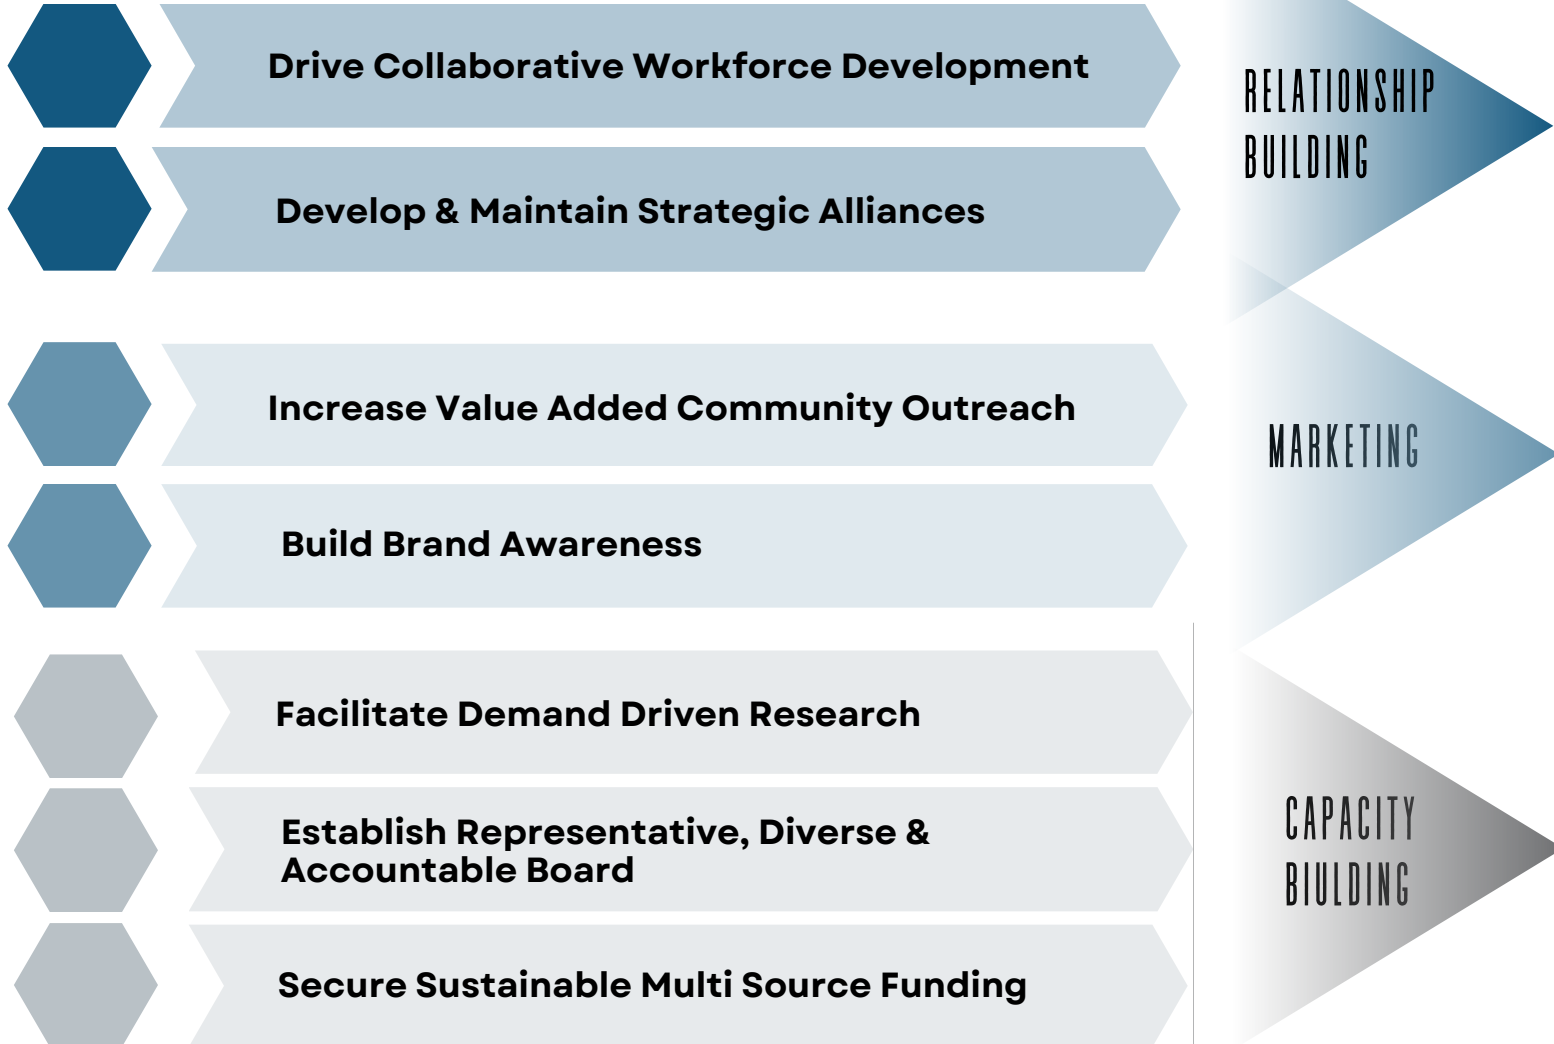 Drive Collaborative Workforce Development
Develop & Maintain Strategic Alliances
RELATIONSHIP
BUILDING
Increase Value Added Community Outreach
Build Brand Awareness
MARKETING
Facilitate Demand Driven Research
Establish Representative, Diverse &
Accountable Board
Secure Sustainable Multi Source Funding
CAPACITY
BIULDING